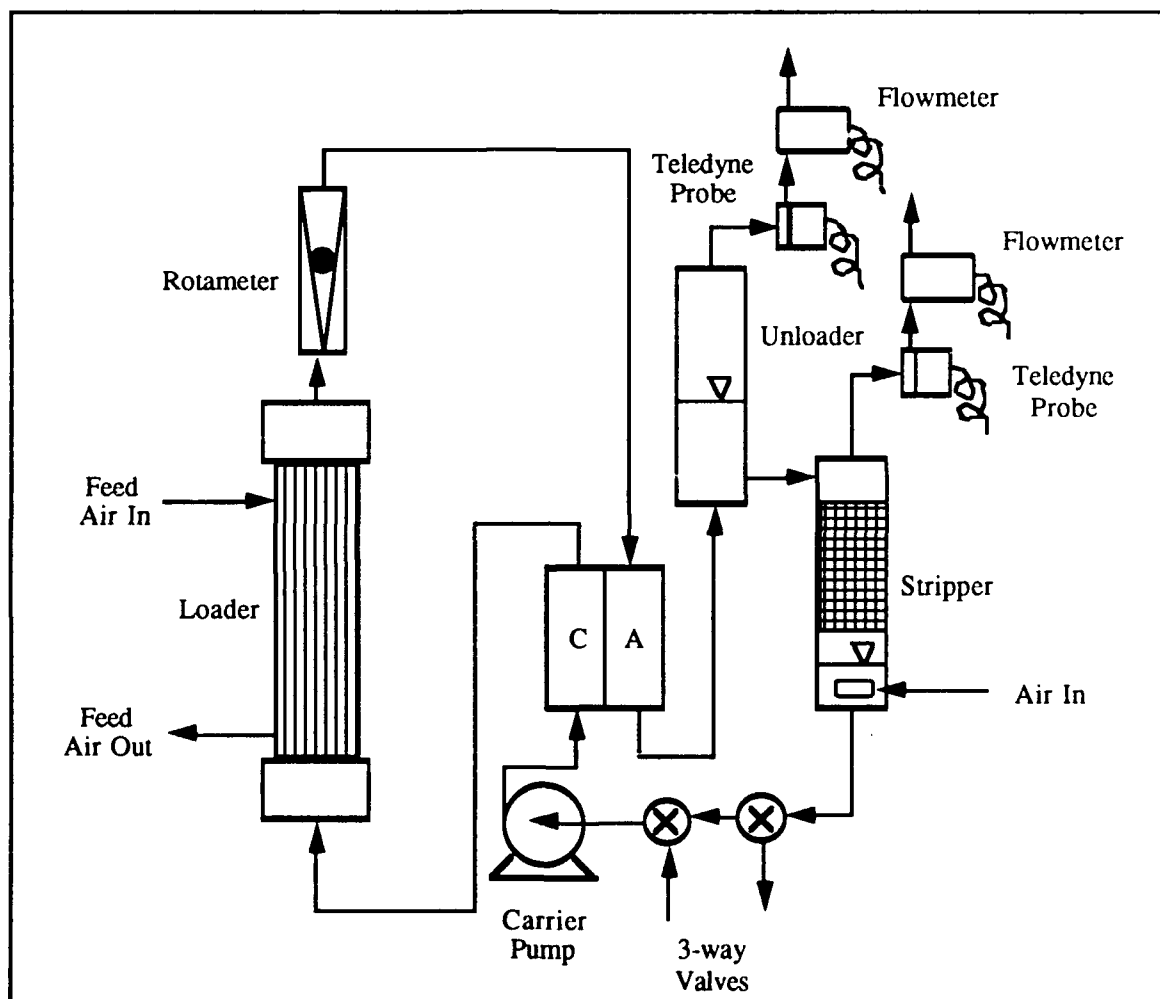 Flowmeter
Teledyne
Probe
Flowmeter
Rotameter
Unloader
Teledyne
Probe
Feed
Air In
Loader
C
A
Stripper
Feed
Air Out
Air In
Carrier
Pump
3-way
Valves